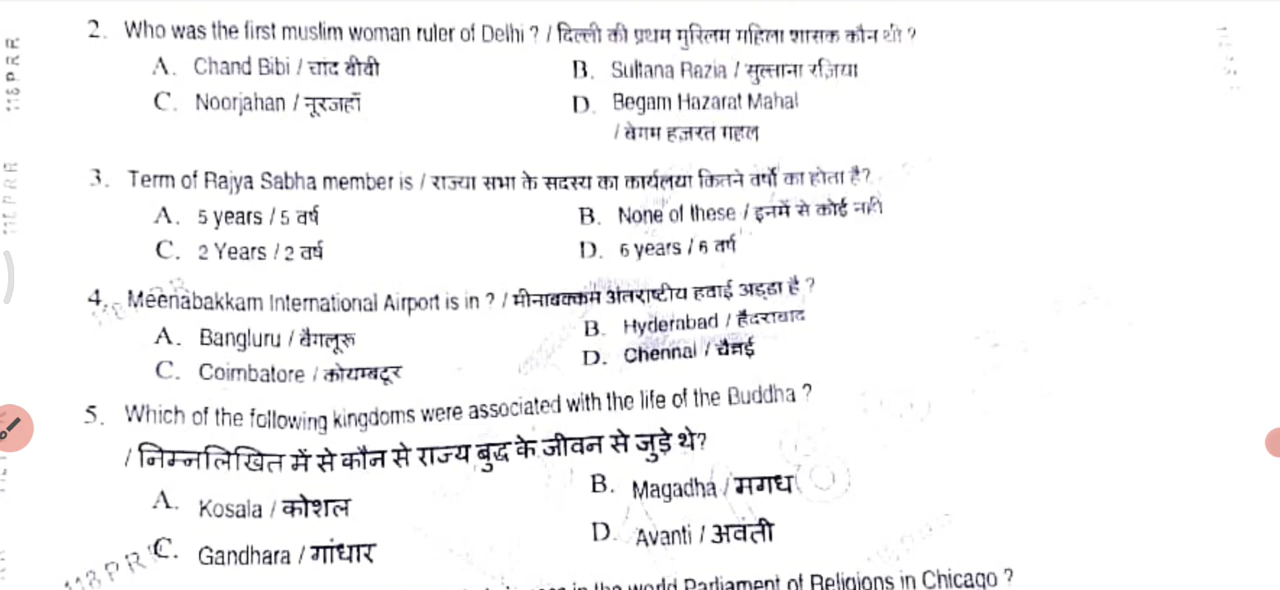 2. Who was the first muslim woman ruler of Delhi ? / दिल्ली की प्रथम मुस्लिम महिला शासक कौन थी ?
A. Chand Bibi / चांद बीवी
B. Sultana Razia / सुल्ताना रज़िया
C. Noorjahan / नूरजहाँ
D. Begam Hazarat Mahal
/ बेगम हजरत महल
3. Term of Rajya Sabha member is / राज्या सभा के सदस्य का कार्यलया कितने वर्षो का होता है?
A. 5 years / 5 वर्ष
B. None of these / इनमें से कोई नही
C. 2 Years / 2 वर्ष
D. 6 years / 6 वर्ष
4. Meenabakkam International Airport is in ? / मीनाबक्कम अंतराष्टीय हवाई अड्डा है ?
A. Bangluru / बैगलूरू
B. Hyderabad / हैदराबाद
C. Coimbatore / कोयम्बटूर
D. Chennai / चैन्नई
5. Which of the following kingdoms were associated with the life of the Buddha ?
/ निम्नलिखित में से कौन से राज्य बुद्ध के जीवन से जुड़े थे?
A. Kosala / कोशल
B. Magadha / मगध
C. Gandhara / गांधार
D. Avanti / अवंती
118PRR
in the world Parliament of Religions in Chicago ?